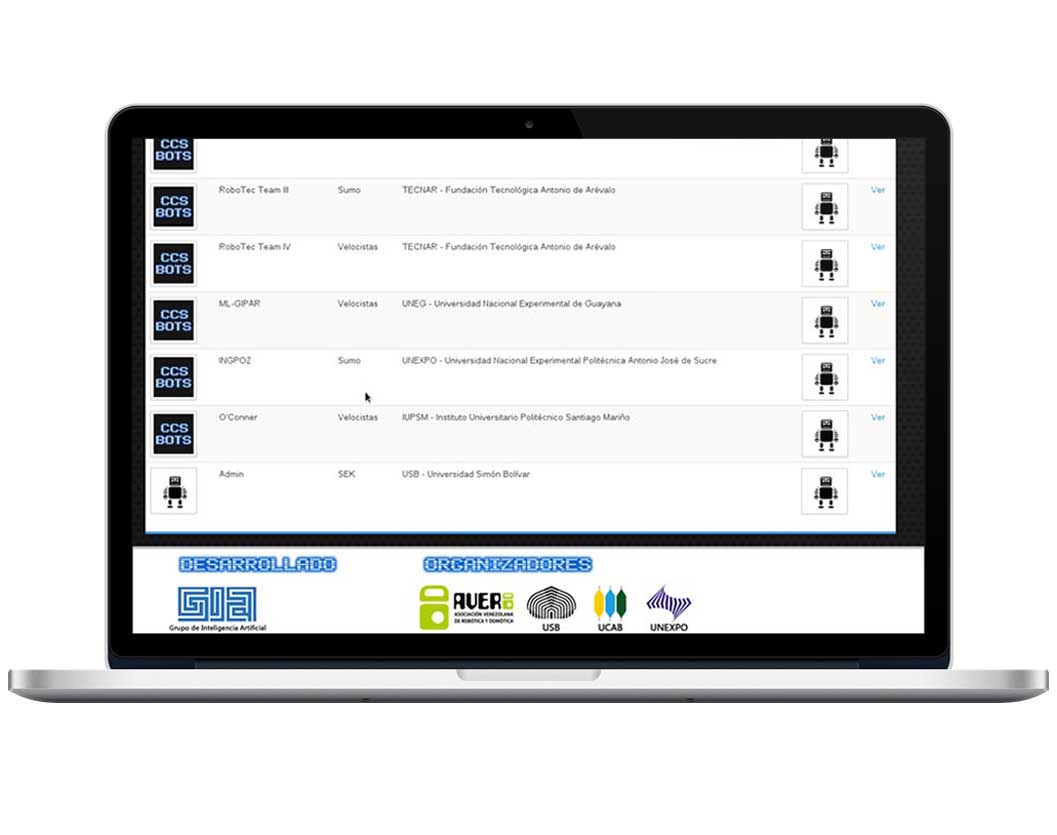 CCS
BOTS
CCS
BOTS
RoboTec Team III Sumo TECNAR - Fundación Tecnológica Antonio de Arévalo Ver
CCS
BOTS
RoboTec Team IV Velocistas TECNAR - Fundación Tecnológica Antonio de Arévalo Ver
CCS
BOTS
ML-GIPAR Velocistas UNEG - Universidad Nacional Experimental de Guayana Ver
CCS
BOTS
INGPOZ Sumo UNEXPO - Universidad Nacional Experimental Politécnica Antonio José de Sucre Ver
CCS
BOTS
O'Conner Velocistas IUPSM - Instituto Universitario Politécnico Santiago Mariño Ver
Admin SEK USB - Universidad Simón Bolívar Ver
DESARROLLADO ORGANIZADORES
GIA
Grupo de Inteligencia Artificial
AVER
ASOCIACIÓN VENEZOLANA
DE ROBÓTICA Y DOMÓTICA
USB UCAB UNEXPO